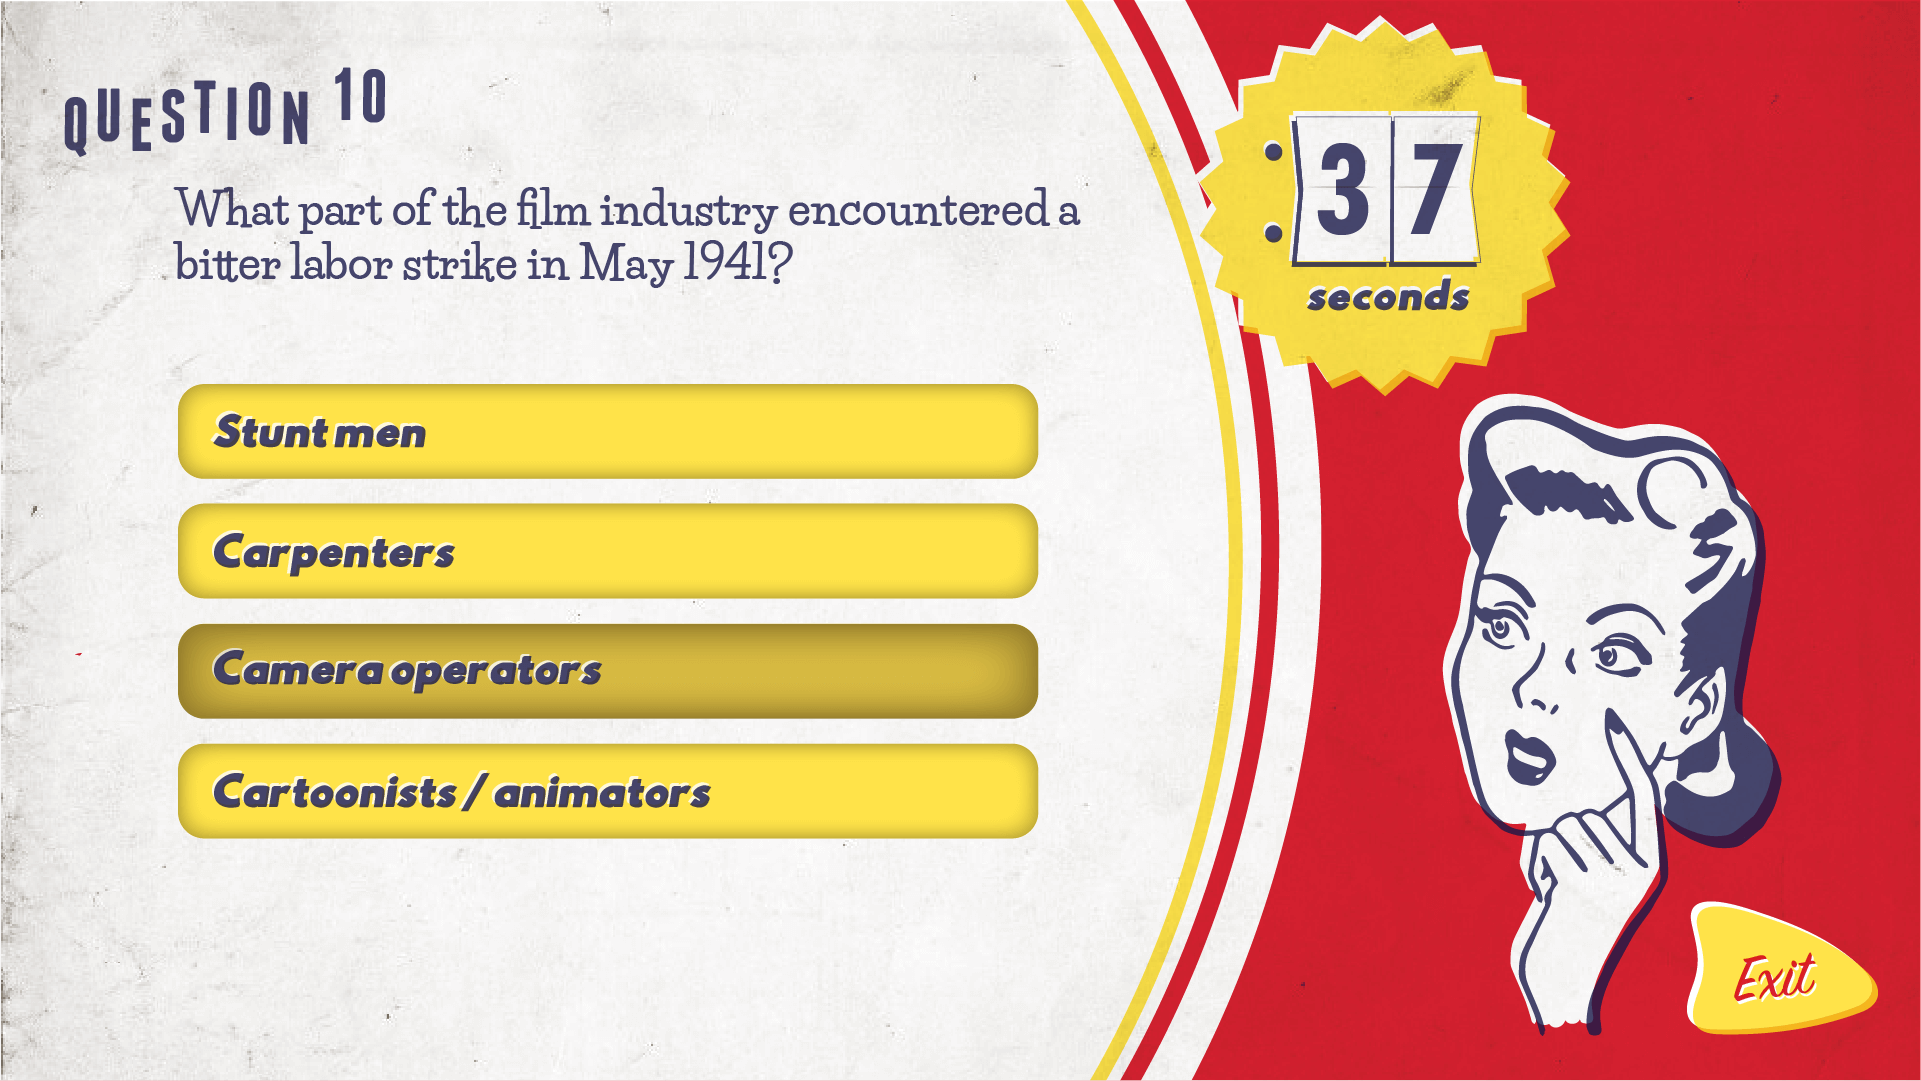 QUESTION 10
What part of the film industry encountered a
bitter labor strike in May 1941?
37
seconds
Stunt men
Carpenters
Camera operators
Cartoonists / animators
Exit